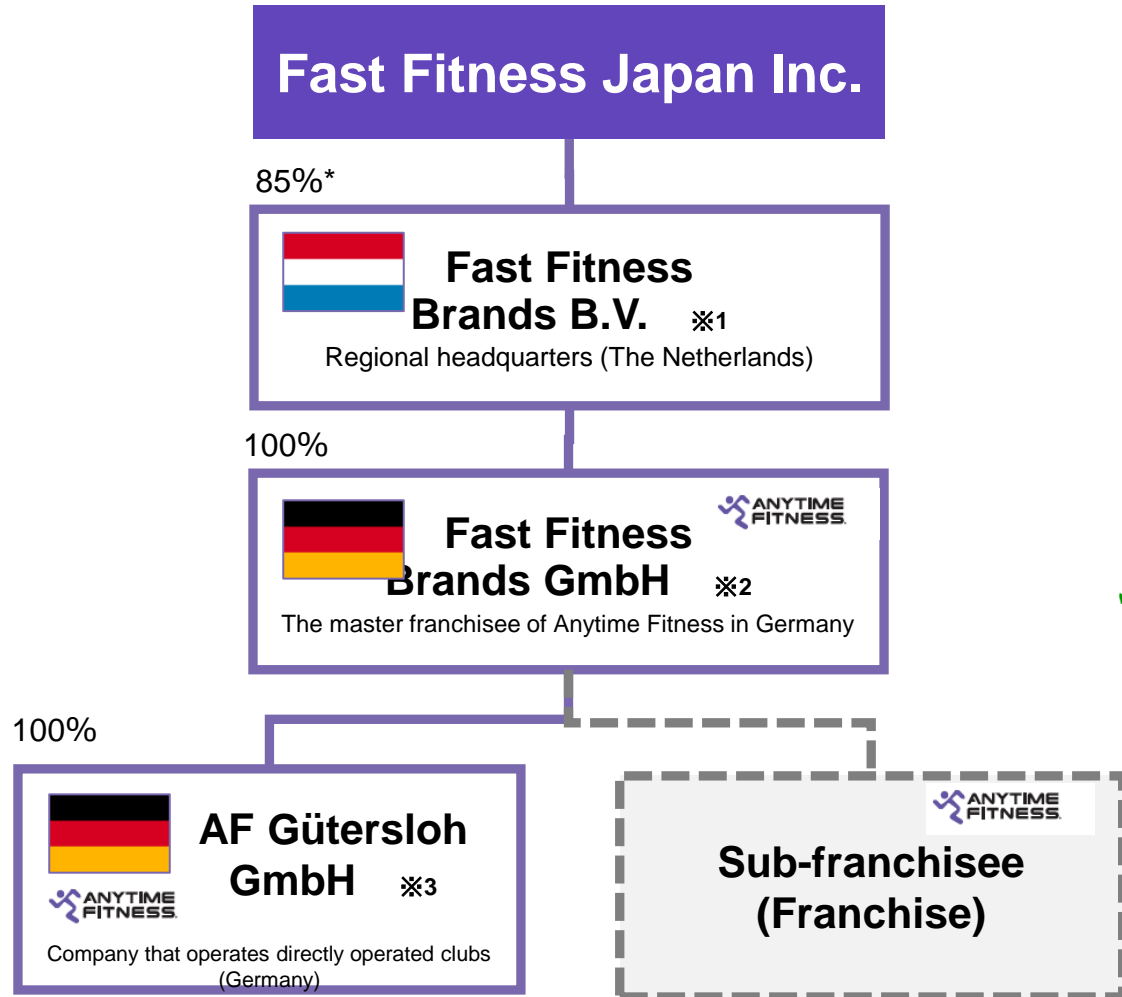 Fast Fitness Japan Inc.
85%*
Fast Fitness
Brands B.V. ※1
Regional headquarters (The Netherlands)
100%
ANYTIME
FITNESS.
Fast Fitness
Brands GmbH ※2
The master franchisee of Anytime Fitness in Germany
100%
AF Gütersloh
GmbH ※3
ANYTIME
FITNESS.
Company that operates directly operated clubs
(Germany)
ANYTIME
FITNESS.
Sub-franchisee
(Franchise)